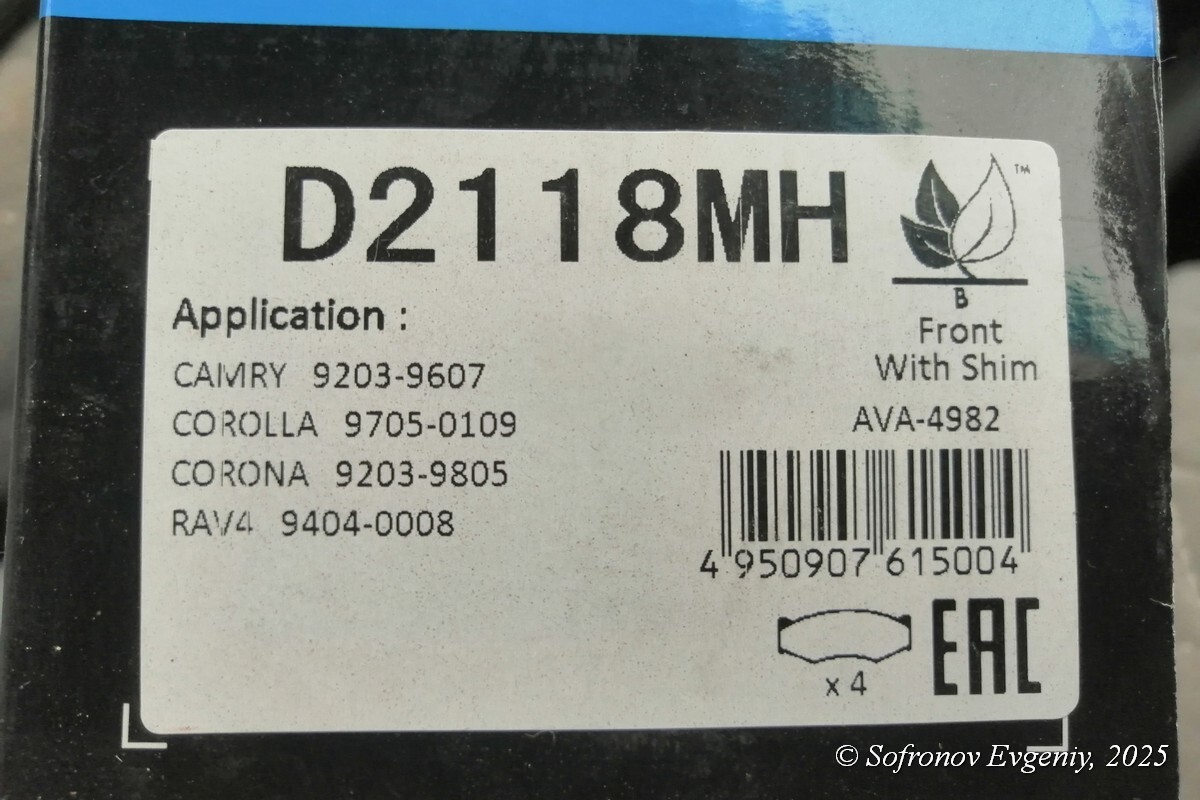 D2118MH
™
B
Front
With Shim
Application :
CAMRY 9203-9607
COROLLA 9705-0109
CORONA 9203-9805
RAV4 9404-0008
AVA-4982
4 950907 615004
x 4
EAC
© Sofronov Evgeniy, 2025